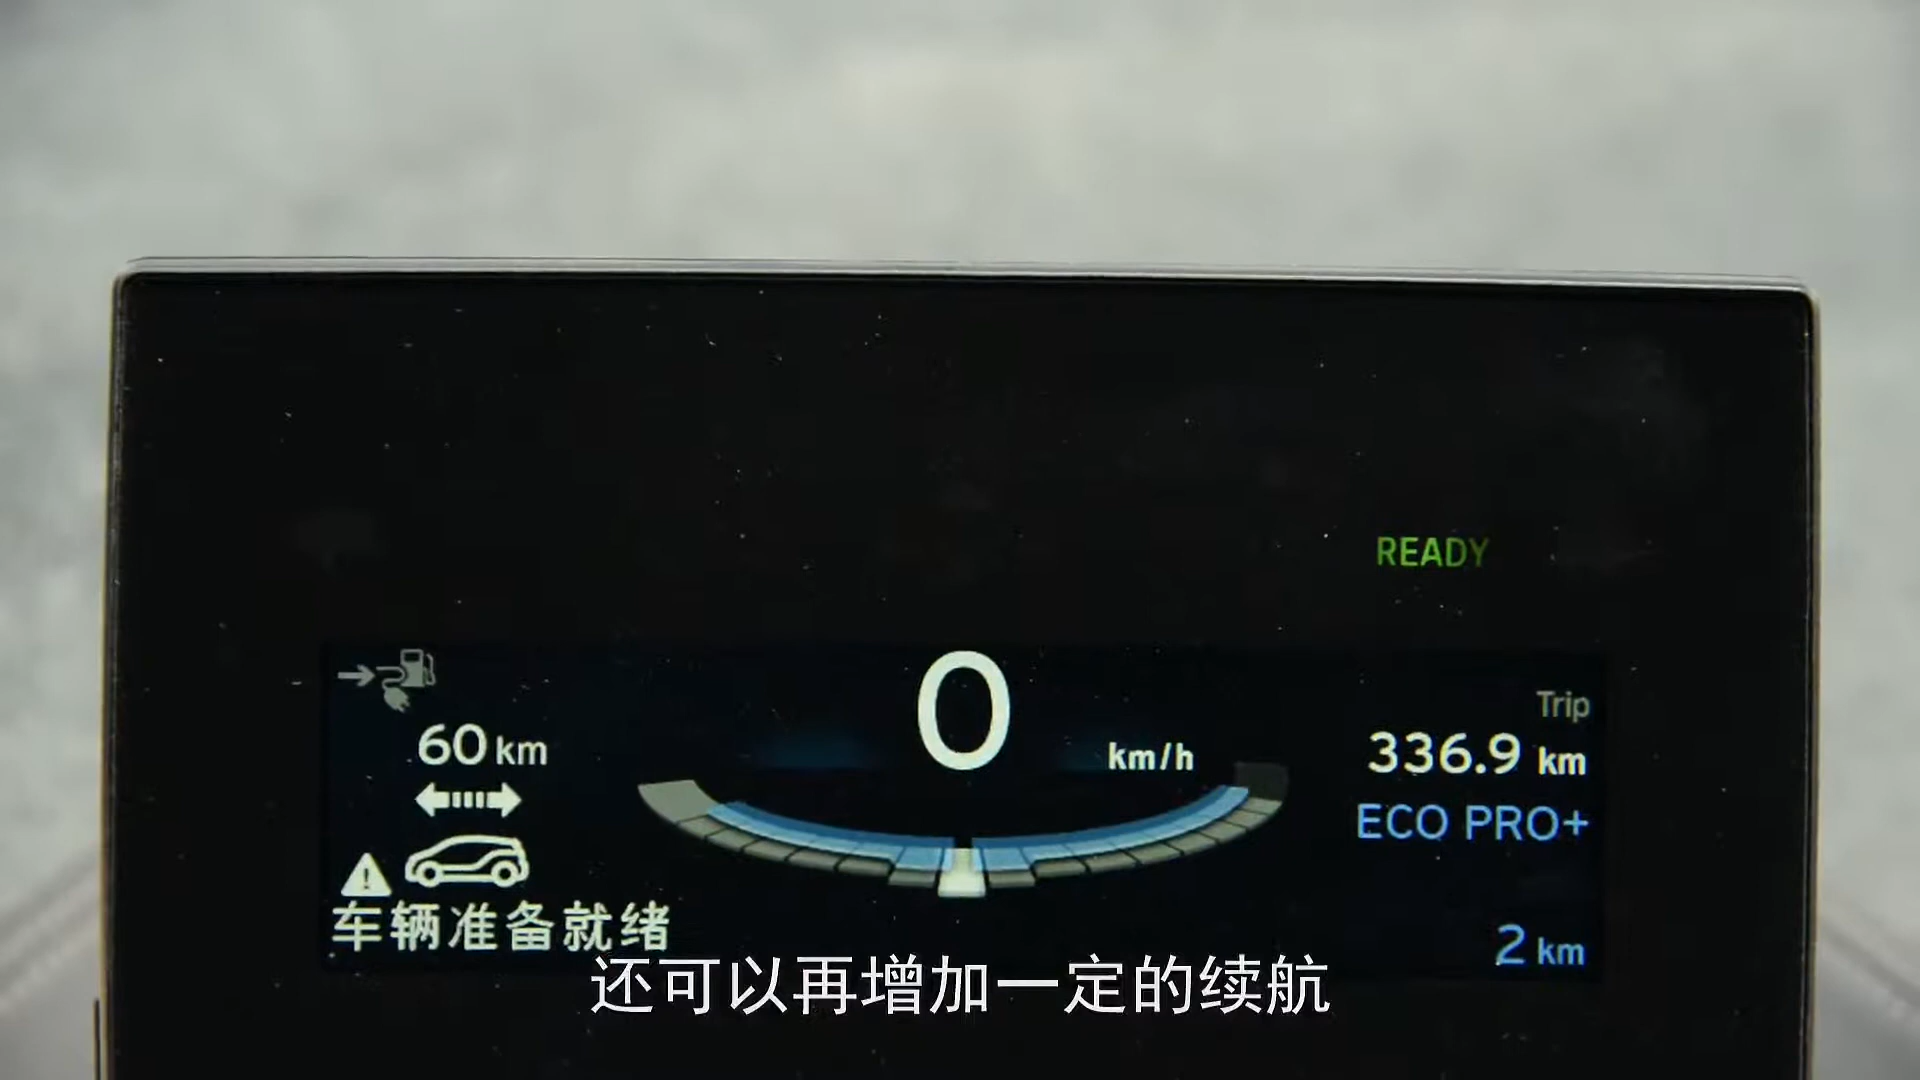 READY
0
km/h
60 km
车辆准备就绪
Trip
336.9 km
ECO PRO+
2 km
还可以再增加一定的续航